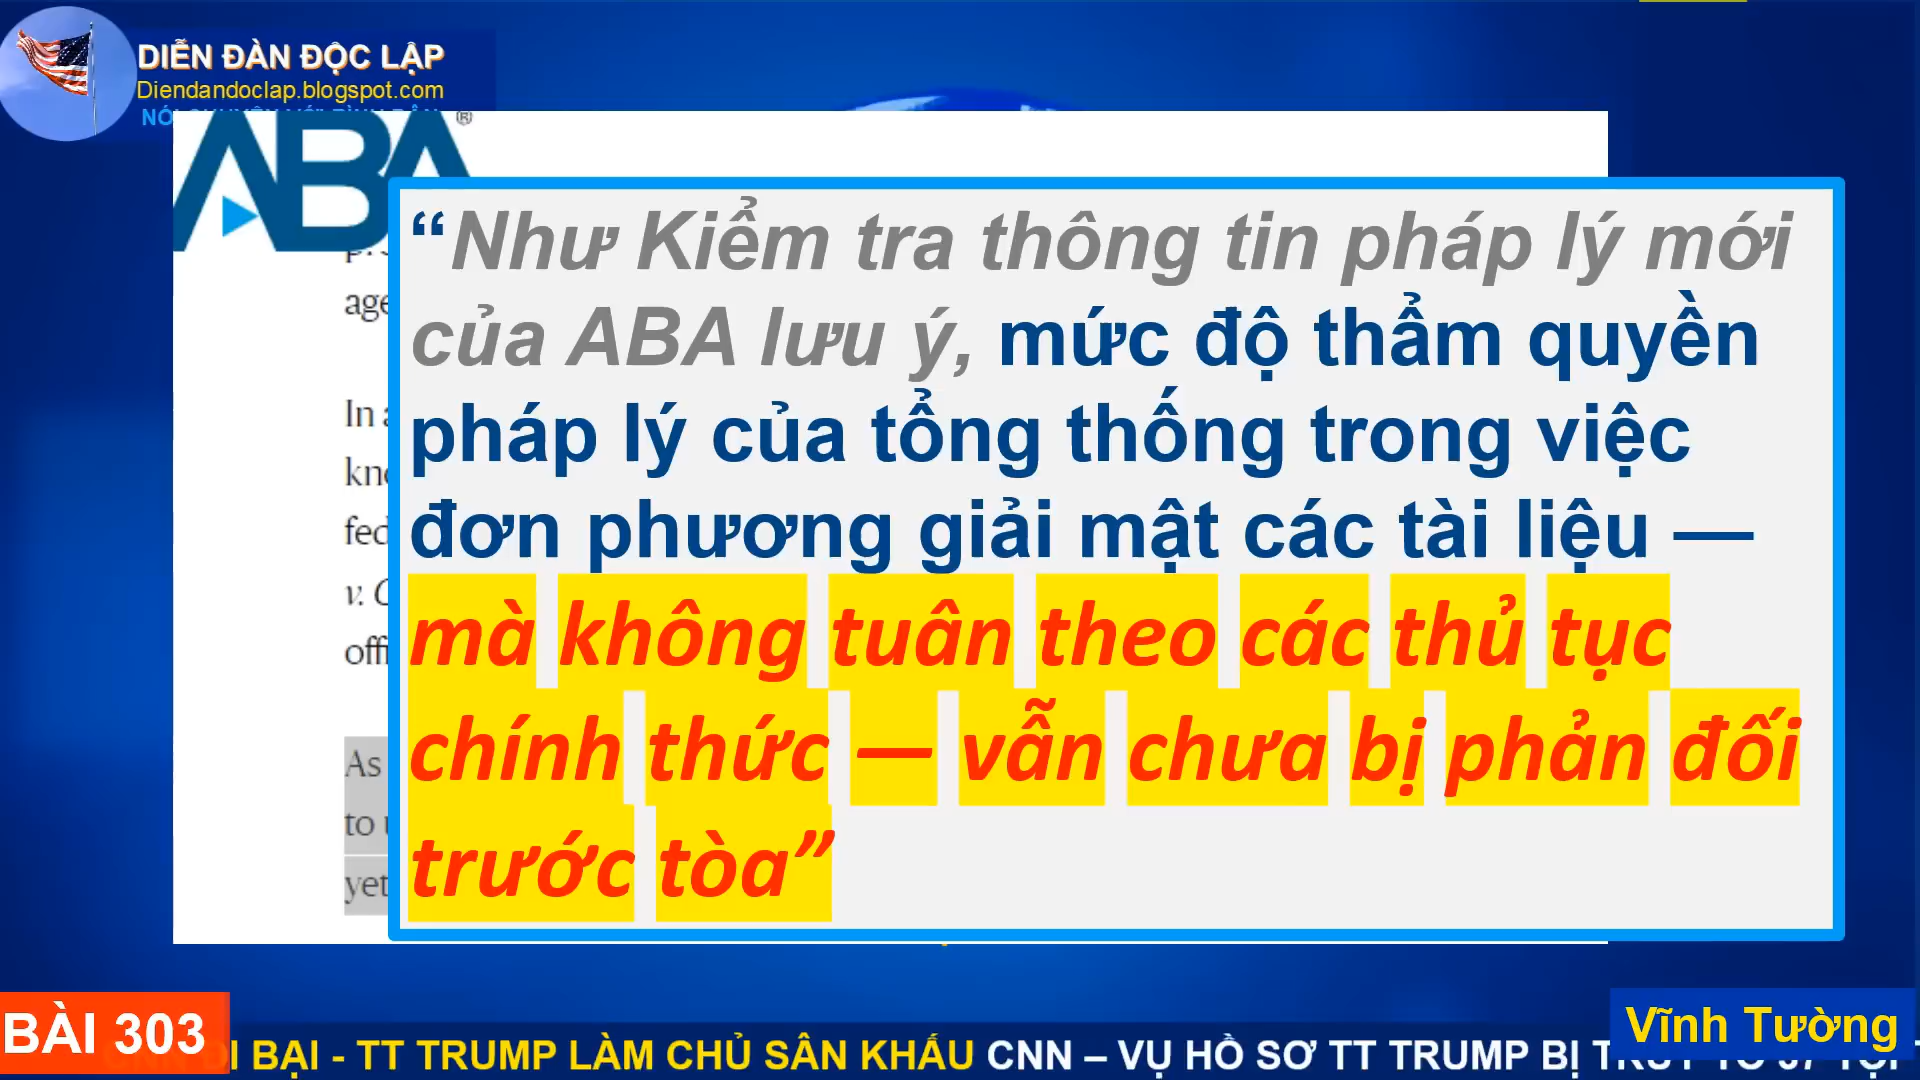 DIỄN ĐÀN ĐỘC LẬP
Diendandoclap.blogspot.com
ABA®
age
In a
fed
v.
offi
As
to
yet
“Như Kiểm tra thông tin pháp lý mới
của ABA lưu ý, mức độ thẩm quyền
pháp lý của tổng thống trong việc
đơn phương giải mật các tài liệu —
mà không tuân theo các thủ tục
chính thức — vẫn chưa bị phản đối
trước tòa”
BÀI 303
Vĩnh Tường
BẠI - TT TRUMP LÀM CHỦ SÂN KHẤU CNN – VỤ HỒ SƠ TT TRUMP BỊ